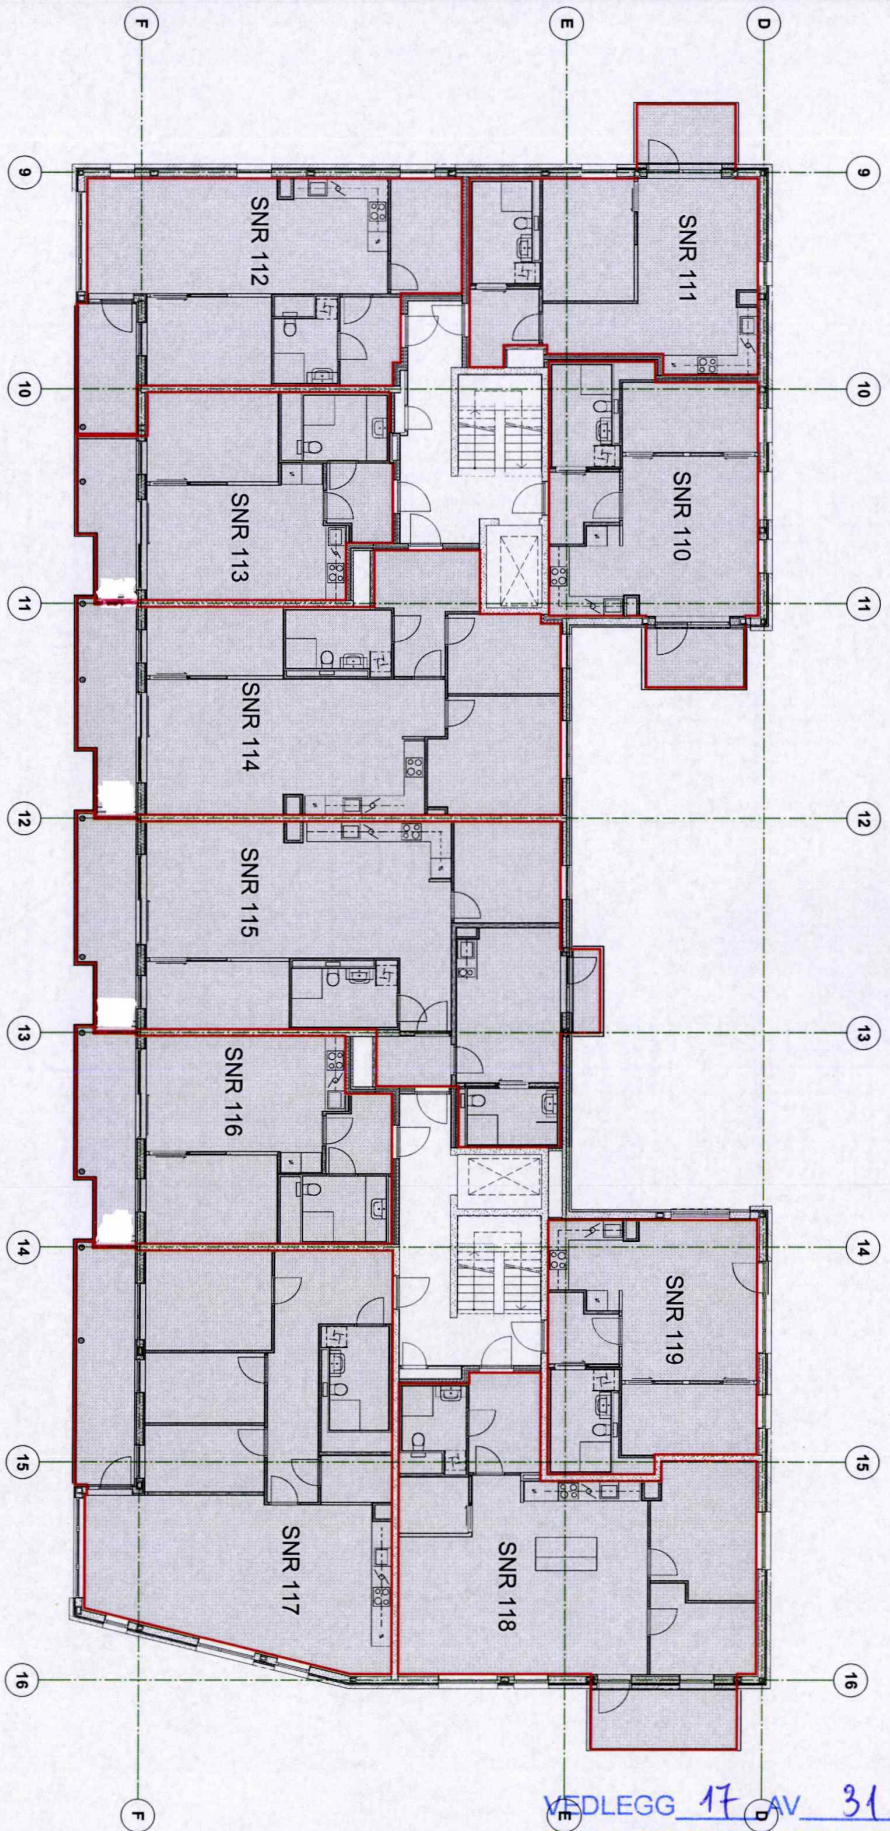 F E D
9 9
SNR 112 SNR 111
10 10
SNR 113 SNR 110
11 11
SNR 114
12 12
SNR 115
13 13
SNR 116
14 14
SNR 119
15 15
SNR 117 SNR 118
16 16
F E D
VEDLEGG 17 AV 31